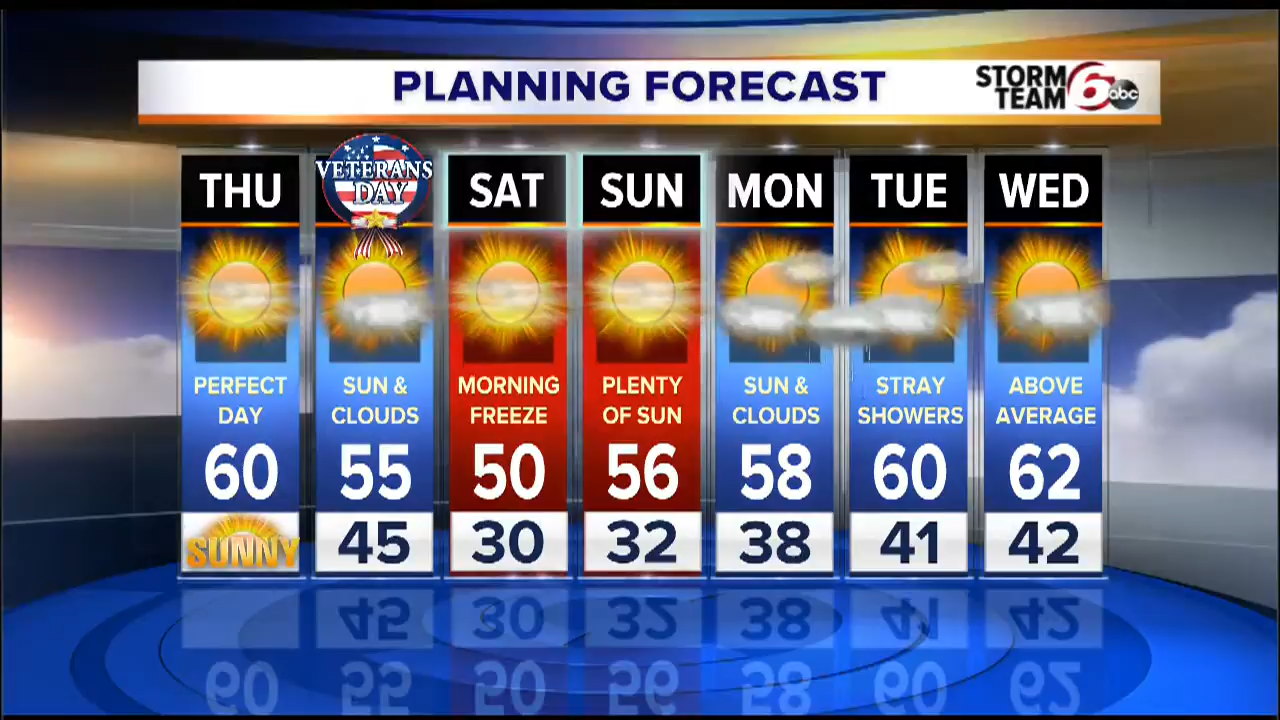 PLANNING FORECAST
STORM
TEAM 6 abc
THU
VETERANS
DAY
SAT
SUN
MON
TUE
WED
PERFECT
DAY
SUN &
CLOUDS
MORNING
FREEZE
PLENTY
OF SUN
SUN &
CLOUDS
STRAY
SHOWERS
ABOVE
AVERAGE
60
55
50
56
58
60
62
SUNNY
45
30
32
38
41
42